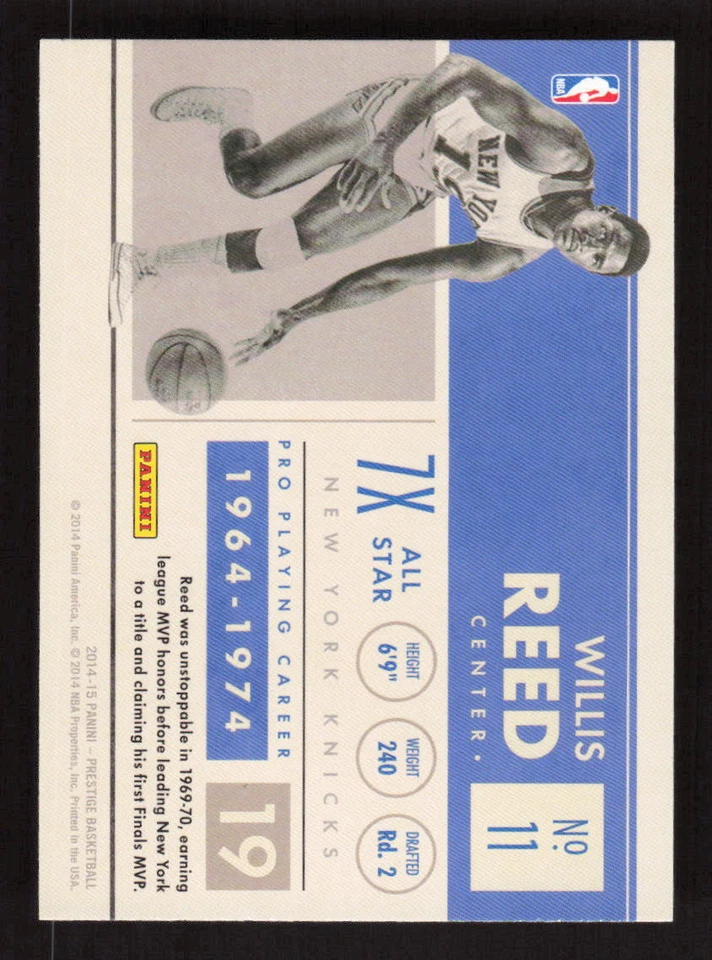 NBA
NEW YO
1
WILLIS
REED
CENTER •
No.
11
7X
ALL
STAR
HEIGHT
6'9"
WEIGHT
240
DRAFTED
Rd. 2
NEW YORK KNICKS
PRO PLAYING CAREER
1964-1974
19
Reed was unstoppable in 1969-70, earning
league MVP honors before leading New York
to a title and claiming his first Finals MVP.
PANINI
2014-15 PANINI – PRESTIGE BASKETBALL
© 2014 Panini America, Inc. © 2014 NBA Properties, Inc. Printed in the USA.